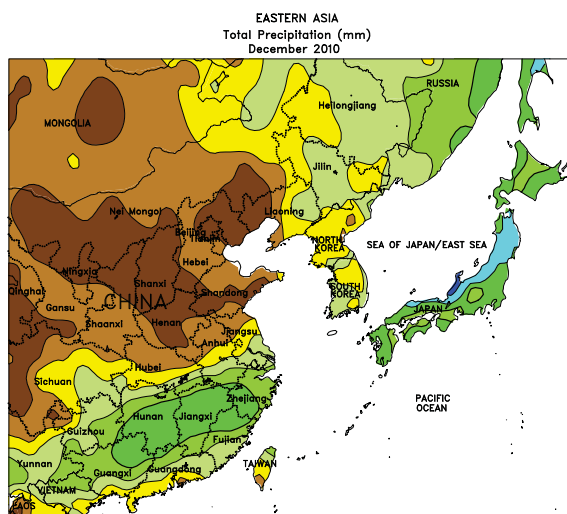 EASTERN ASIA
Total Precipitation (mm)
December 2010
RUSSIA
Heilongjiang
MONGOLIA
Jilin
Nei Mongol
Liaoning
Beijing
Tianjin
NORTH
KOREA
SEA OF JAPAN/EAST SEA
Hebei
Ningxia
Shanxi
Qinghai
Shandong
SOUTH
KOREA
CHINA
Gansu
JAPAN
Shaanxi
Henan
Jiangsu
Anhui
Hubei
Sichuan
Zhejiang
PACIFIC
OCEAN
Hunan
Jiangxi
Guizhou
Fujian
Yunnan
Guangxi
Guangdong
TAIWAN
VIETNAM
LAOS